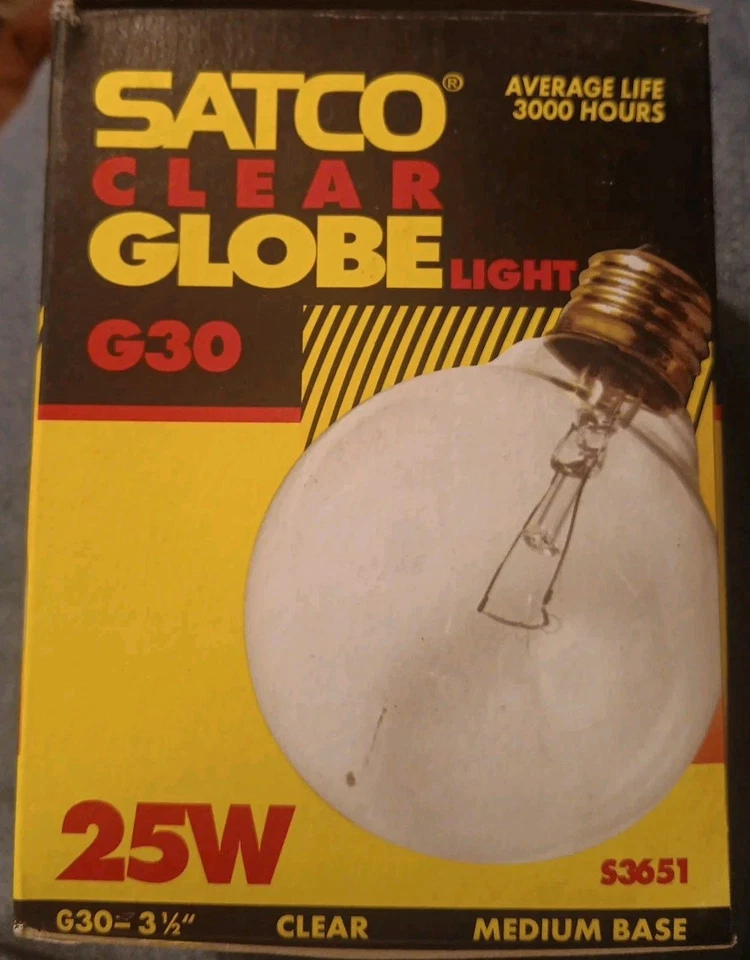 SATCO®
AVERAGE LIFE
3000 HOURS
CLEAR
GLOBE LIGHT
G30
25W
S3651
G30=3½" CLEAR MEDIUM BASE